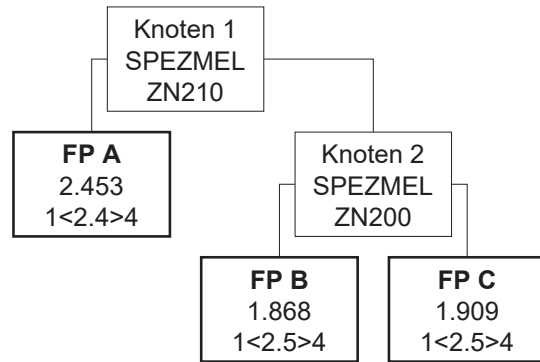 Knoten 1
SPEZMEL
ZN210
FP A
2.453
1<2.4>4
Knoten 2
SPEZMEL
ZN200
FP B
1.868
1<2.5>4
FP C
1.909
1<2.5>4